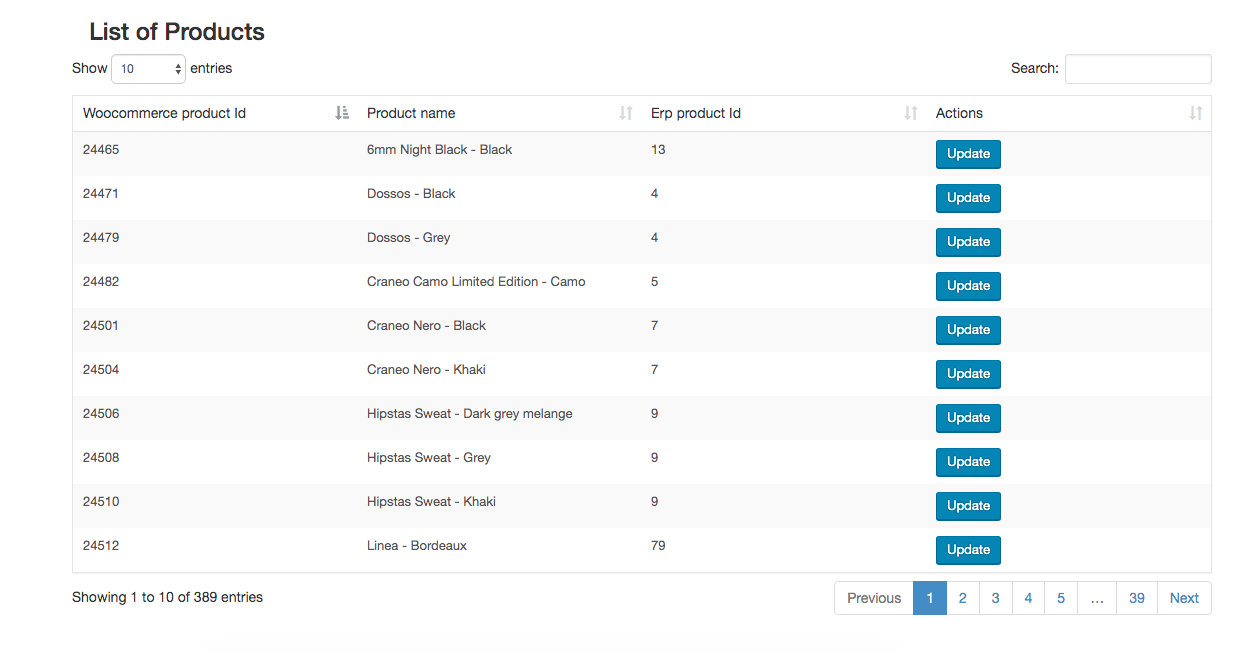 List of Products
Show 10 entries Search:
Woocommerce product Id Product name Erp product Id Actions
24465 6mm Night Black - Black 13 Update
24471 Dossos - Black 4 Update
24479 Dossos - Grey 4 Update
24482 Craneo Camo Limited Edition - Camo 5 Update
24501 Craneo Nero - Black 7 Update
24504 Craneo Nero - Khaki 7 Update
24506 Hipstas Sweat - Dark grey melange 9 Update
24508 Hipstas Sweat - Grey 9 Update
24510 Hipstas Sweat - Khaki 9 Update
24512 Linea - Bordeaux 79 Update
Showing 1 to 10 of 389 entries Previous 1 2 3 4 5 ... 39 Next